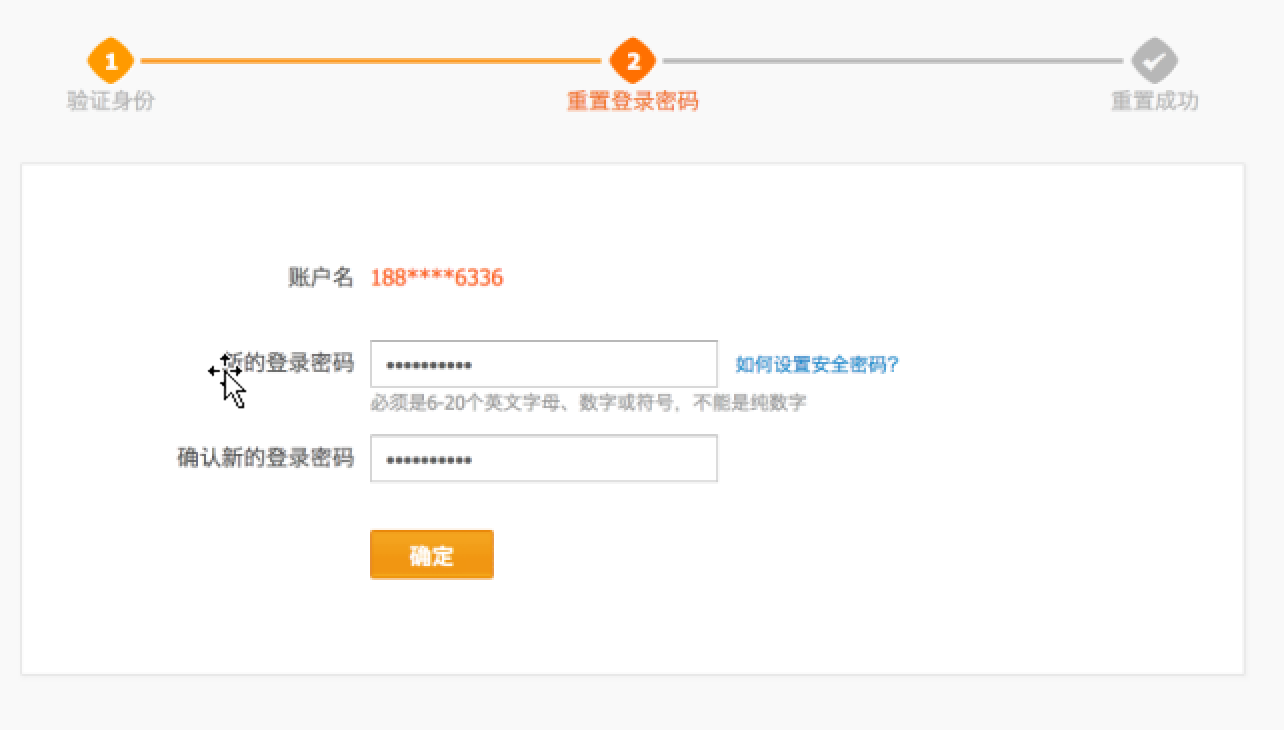 1 2
验证身份 重置登录密码 重置成功
账户名 188****6336
新的登录密码 •••••••••• 如何设置安全密码?
必须是6-20个英文字母、数字或符号，不能是纯数字
确认新的登录密码 ••••••••••
确定